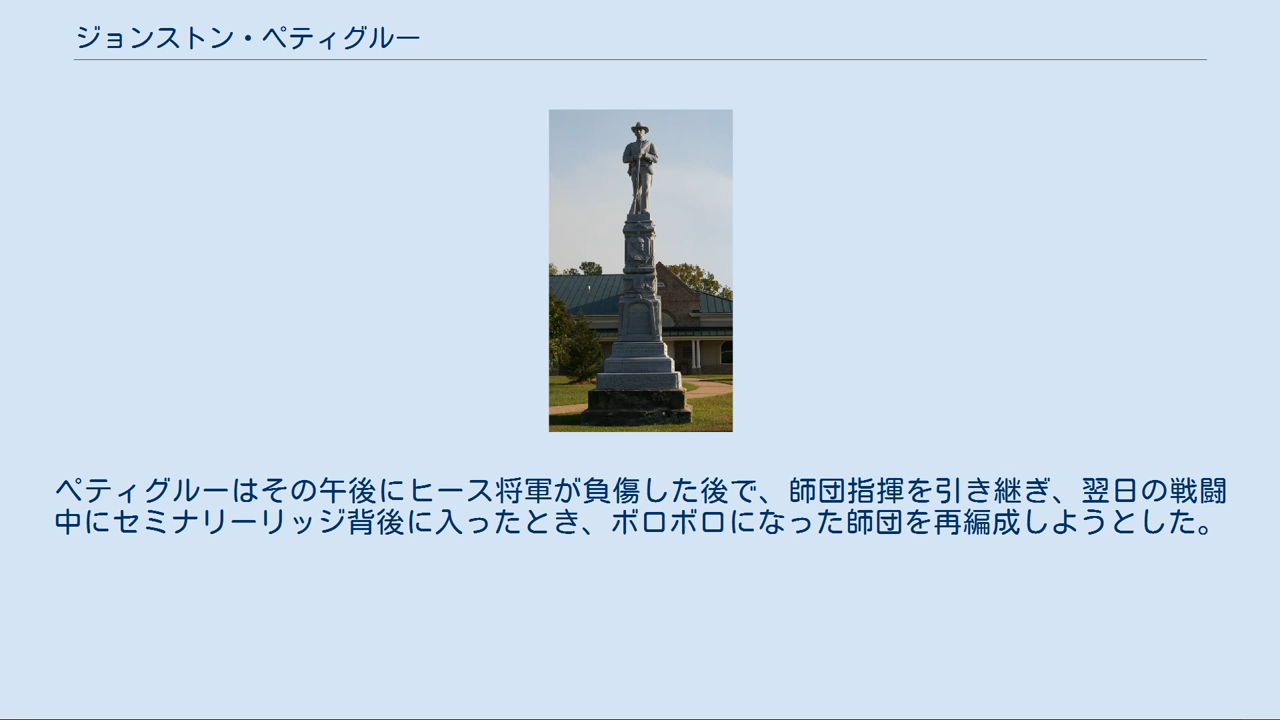 ジョンストン・ペティグルー
ペティグルーはその午後にヒース将軍が負傷した後で、師団指揮を引き継ぎ、翌日の戦闘
中にセミナリーリッジ背後に入ったとき、ボロボロになった師団を再編成しようとした。